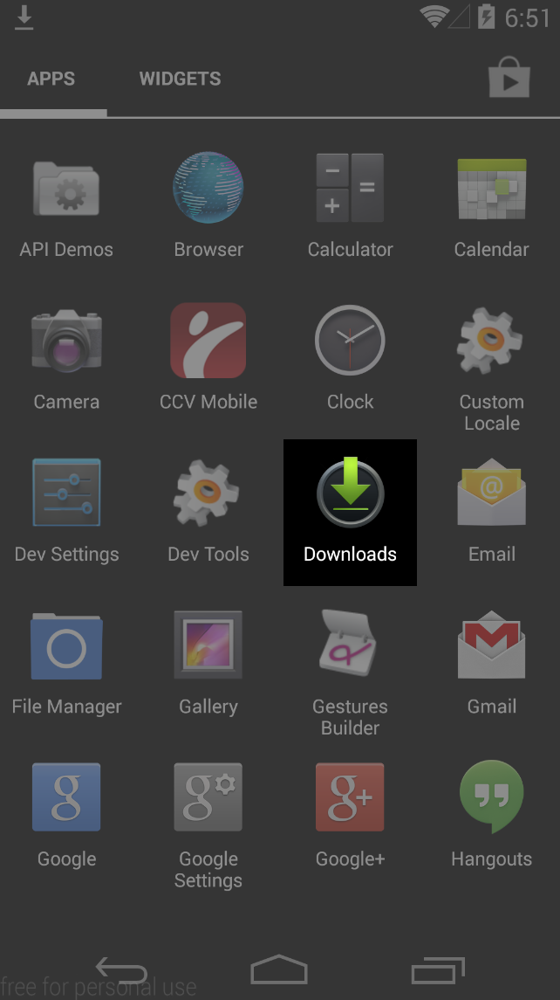 6:51
APPS WIDGETS
API Demos Browser Calculator Calendar
Camera CCV Mobile Clock Custom
Locale
Dev Settings Dev Tools Downloads Email
File Manager Gallery Gestures Gmail
Builder
Google Google Google+ Hangouts
Settings
free for personal use